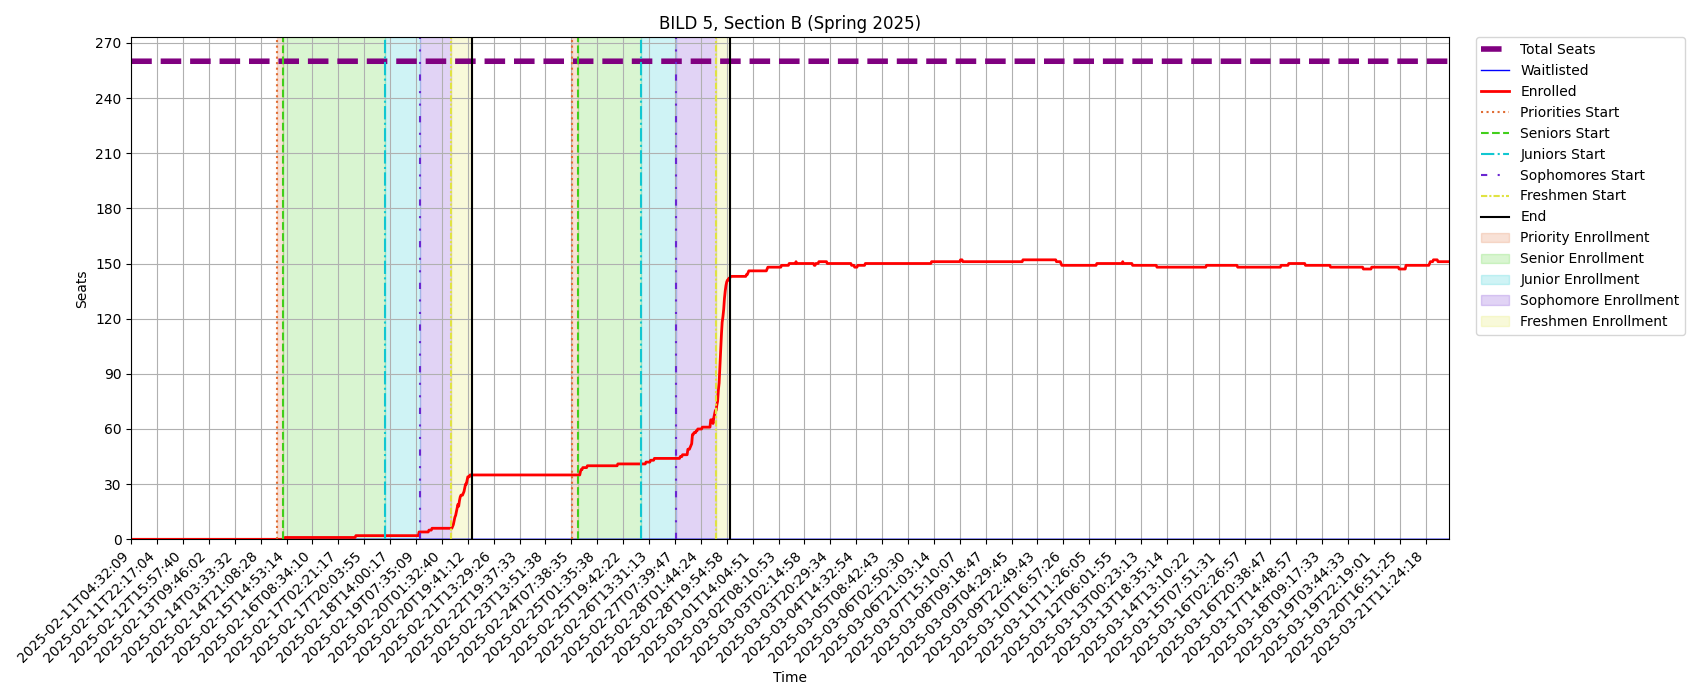 BILD 5, Section B (Spring 2025)
Seats
270
240
210
180
150
120
90
60
30
0
2025-02-11T04:32:09
2025-02-11T22:17:04
2025-02-12T15:57:40
2025-02-13T09:46:02
2025-02-14T03:33:32
2025-02-14T21:08:28
2025-02-15T14:53:14
2025-02-16T08:34:10
2025-02-17T02:21:17
2025-02-17T20:03:55
2025-02-18T14:00:17
2025-02-19T07:35:09
2025-02-20T01:32:40
2025-02-20T19:41:12
2025-02-21T13:29:26
2025-02-22T19:37:33
2025-02-23T13:51:38
2025-02-24T07:38:35
2025-02-25T01:35:38
2025-02-25T19:42:22
2025-02-26T13:31:13
2025-02-27T07:39:47
2025-02-28T01:44:24
2025-02-28T19:54:58
2025-03-01T14:04:51
2025-03-02T08:10:53
2025-03-03T02:14:58
2025-03-03T20:29:34
2025-03-04T14:32:54
2025-03-05T08:42:43
2025-03-06T02:50:30
2025-03-06T21:03:14
2025-03-07T15:10:07
2025-03-08T09:18:47
2025-03-09T04:29:45
2025-03-09T22:49:43
2025-03-10T16:57:26
2025-03-11T11:26:05
2025-03-12T06:01:55
2025-03-13T00:23:13
2025-03-13T18:35:14
2025-03-14T13:10:22
2025-03-15T07:51:31
2025-03-16T02:26:57
2025-03-16T20:38:47
2025-03-17T14:48:57
2025-03-18T09:17:33
2025-03-19T03:44:33
2025-03-19T22:19:01
2025-03-20T16:51:25
2025-03-21T11:24:18
Time
Total Seats
Waitlisted
Enrolled
Priorities Start
Seniors Start
Juniors Start
Sophomores Start
Freshmen Start
End
Priority Enrollment
Senior Enrollment
Junior Enrollment
Sophomore Enrollment
Freshmen Enrollment